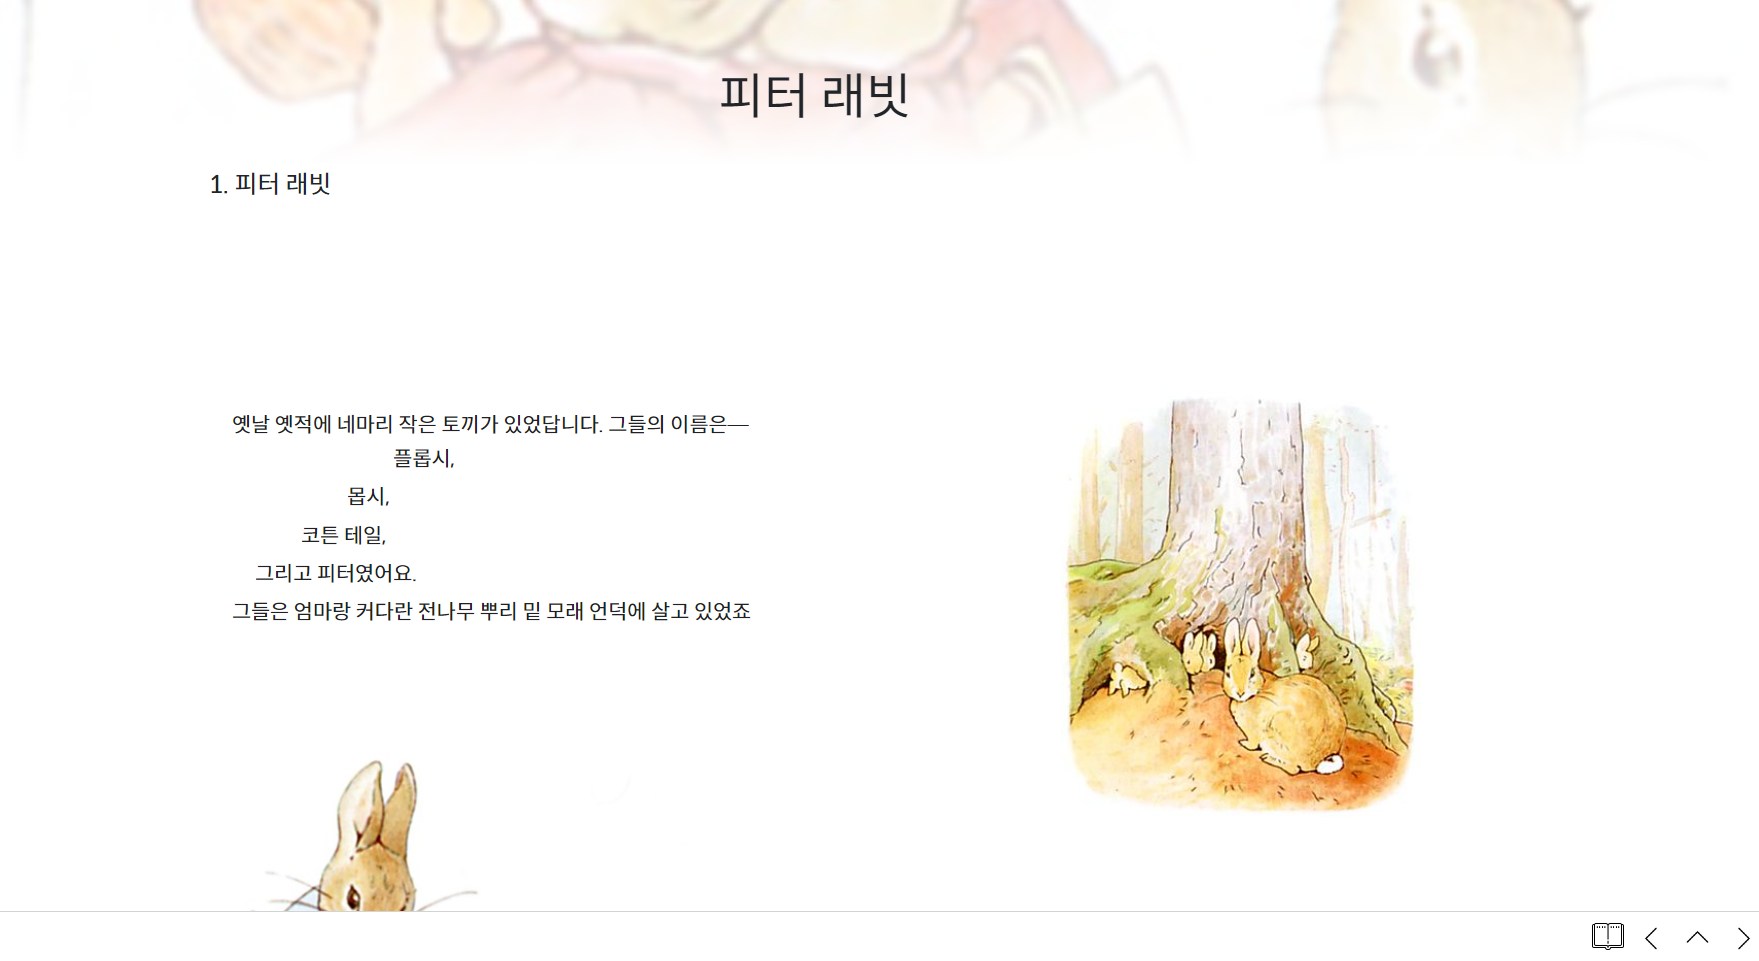 피터 래빗
1. 피터 래빗
옛날 옛적에 네마리 작은 토끼가 있었답니다. 그들의 이름은—
플롭시,
몹시,
코튼 테일,
그리고 피터였어요.
그들은 엄마랑 커다란 전나무 뿌리 밑 모래 언덕에 살고 있었죠